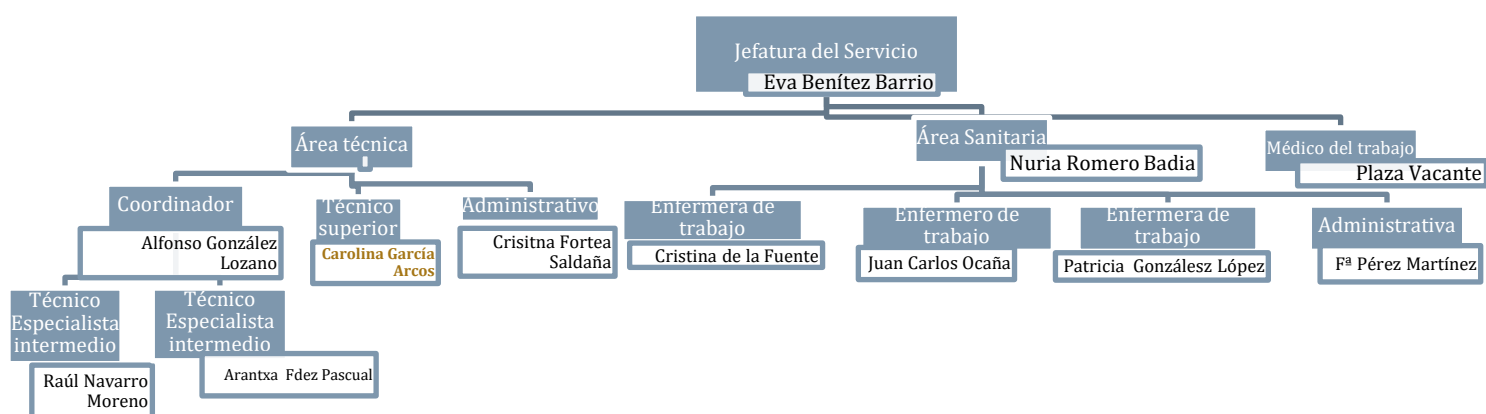 Jefatura del Servicio
Eva Benítez Barrio
Área técnica
Área Sanitaria
Nuria Romero Badia
Médico del trabajo
Plaza Vacante
Coordinador
Alfonso González
Lozano
Técnico
superior
Carolina García
Arcos
Administrativo
Crisitna Fortea
Saldaña
Enfermera de
trabajo
Cristina de la Fuente
Enfermero de
trabajo
Juan Carlos Ocaña
Enfermera de
trabajo
Patricia Gonzálesz López
Administrativa
Fª Pérez Martínez
Técnico
Especialista
intermedio
Raúl Navarro
Moreno
Técnico
Especialista
intermedio
Arantxa Fdez Pascual